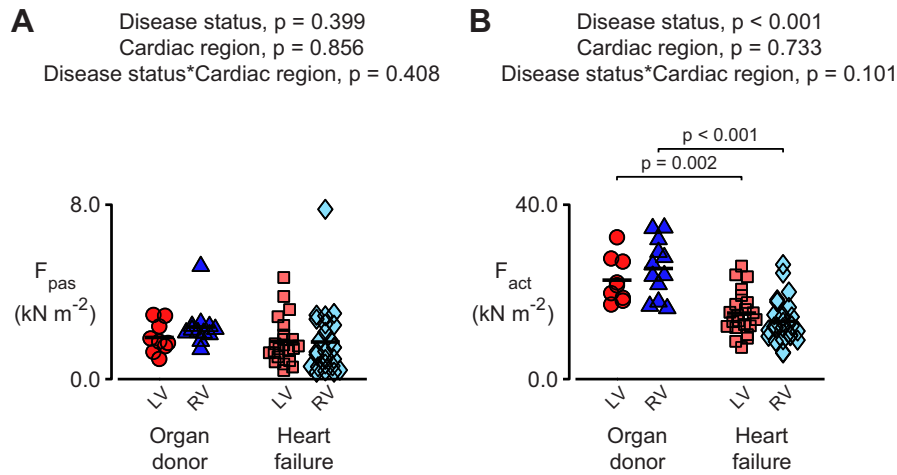 A
Disease status, p = 0.399
Cardiac region, p = 0.856
Disease status*Cardiac region, p = 0.408
8.0
F pas
(kN m-2)
0.0
LV
RV
LV
RV
Organ
donor
Heart
failure
B
Disease status, p < 0.001
Cardiac region, p = 0.733
Disease status*Cardiac region, p = 0.101
p < 0.001
p = 0.002
40.0
F act
(kN m-2)
0.0
LV
RV
LV
RV
Organ
donor
Heart
failure